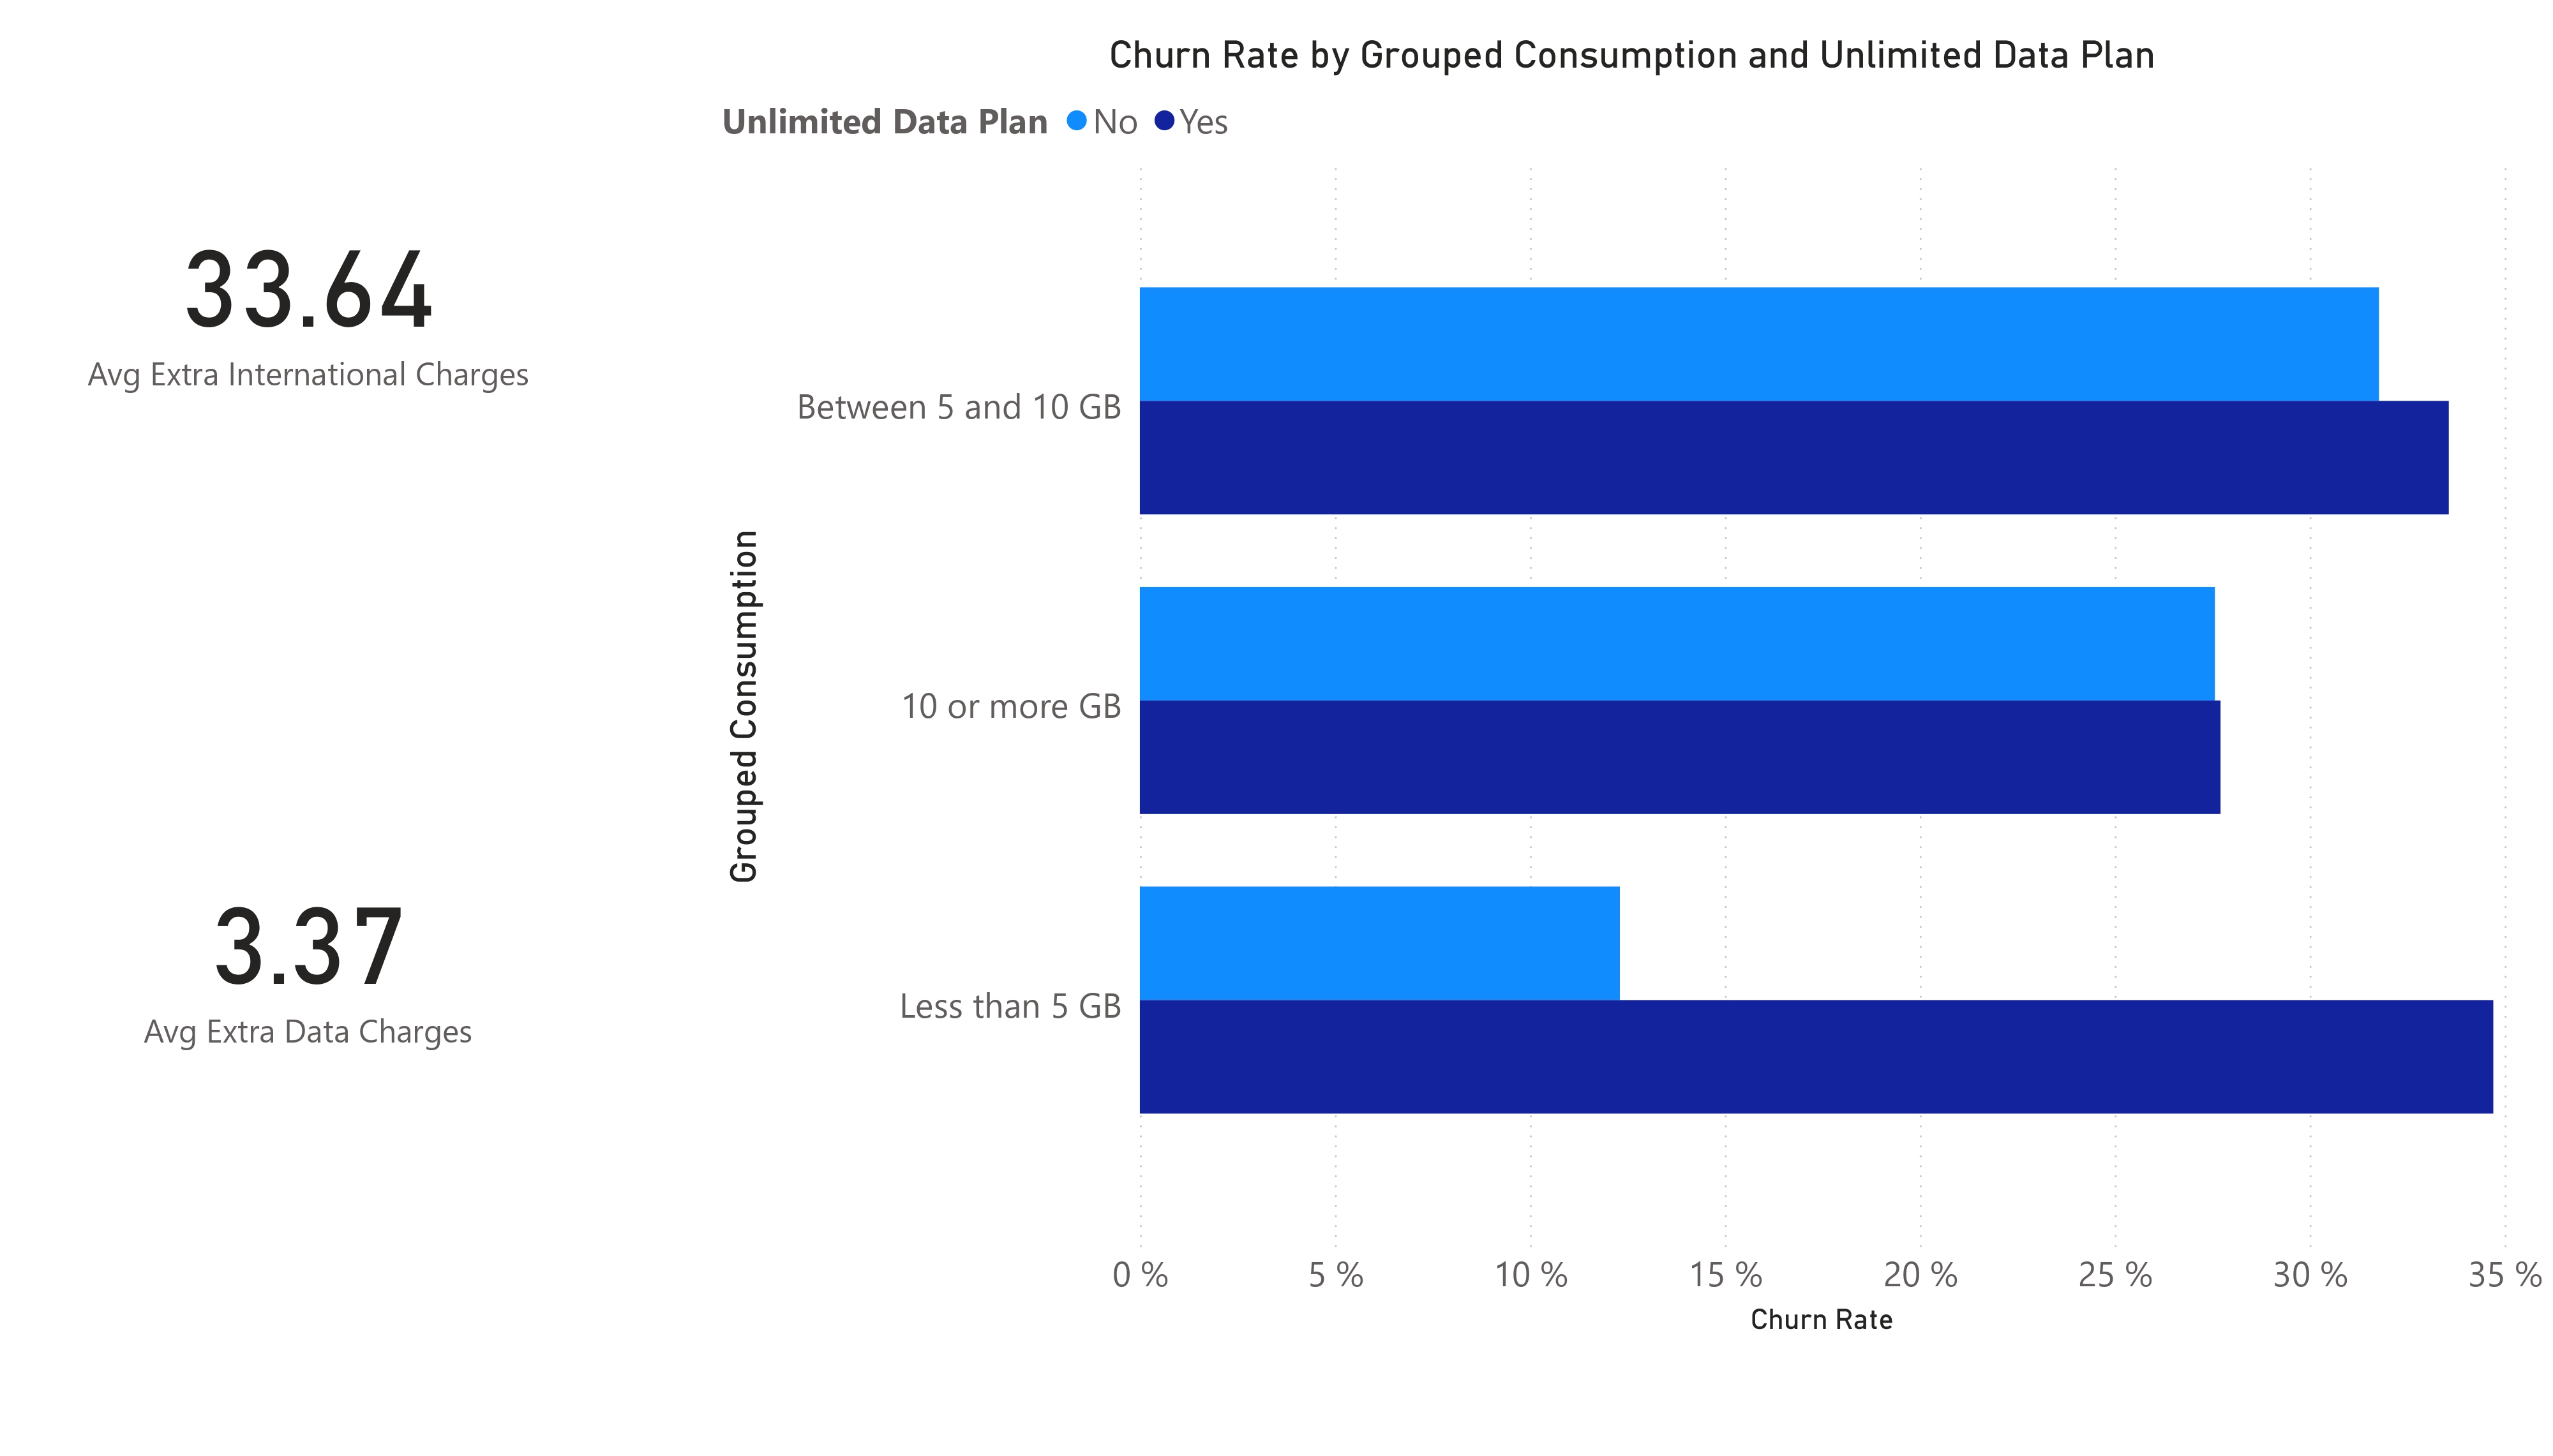 Churn Rate by Grouped Consumption and Unlimited Data Plan
Unlimited Data Plan No Yes
33.64
Avg Extra International Charges
3.37
Avg Extra Data Charges
Grouped Consumption
Between 5 and 10 GB
10 or more GB
Less than 5 GB
0 % 5 % 10 % 15 % 20 % 25 % 30 % 35 %
Churn Rate